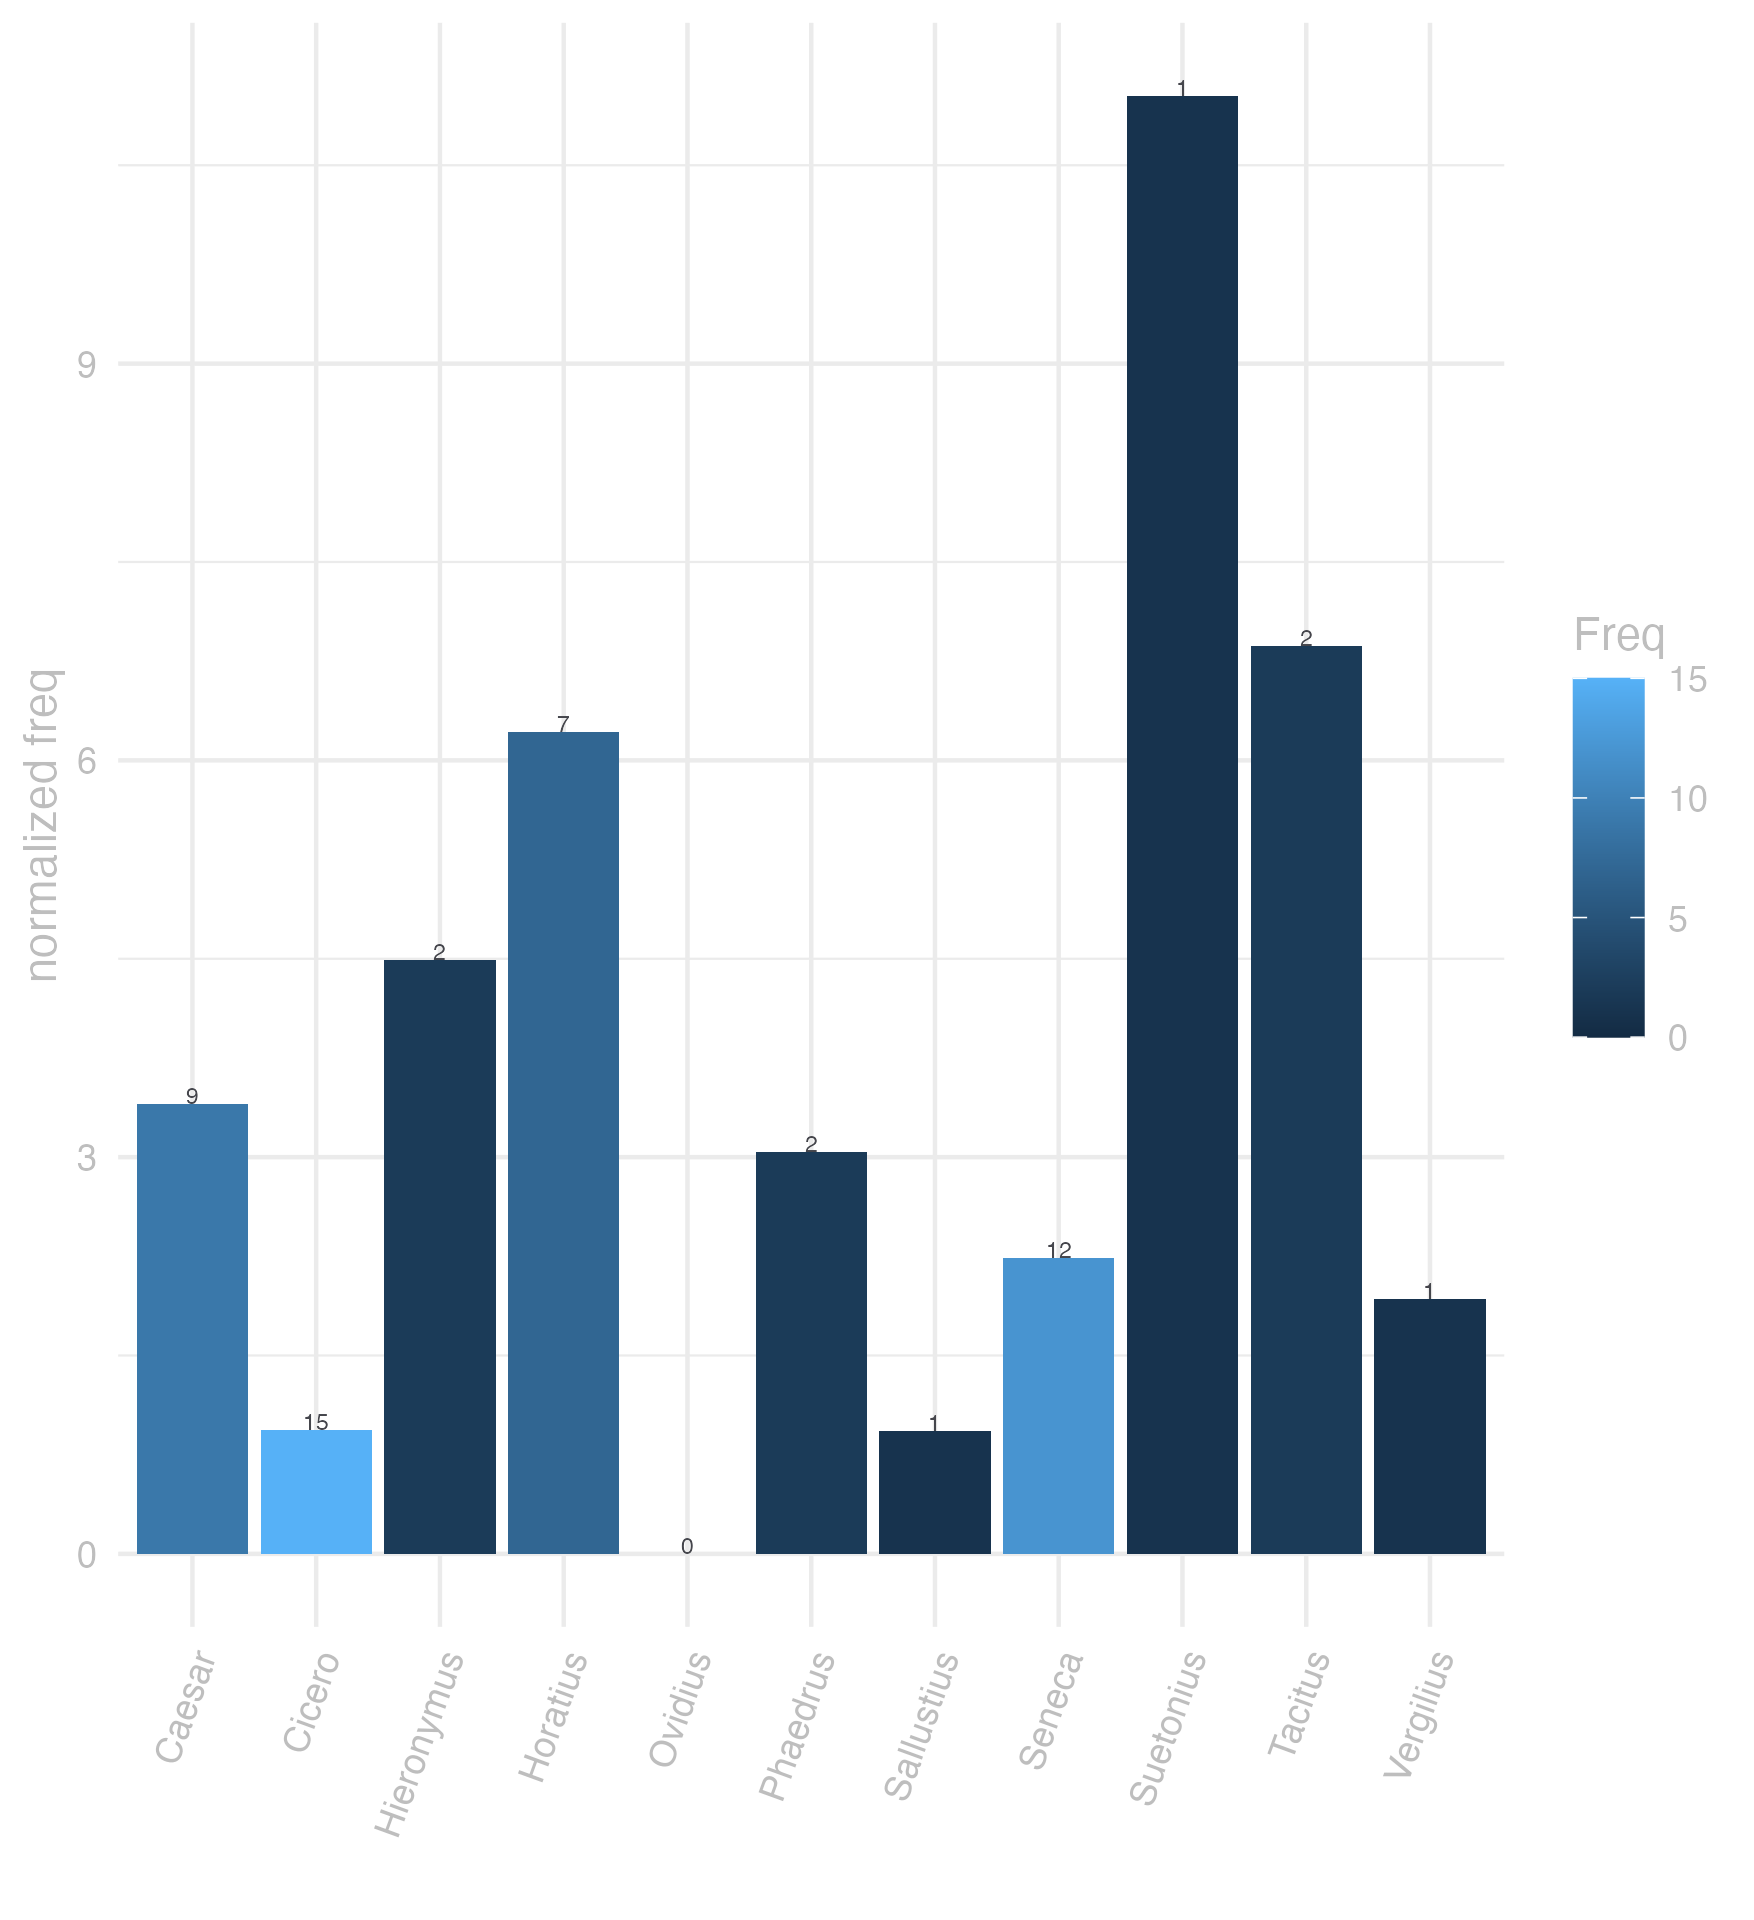 normalized freq
9
6
3
0
9
15
2
7
0
2
1
12
1
2
1
Caesar
Cicero
Hieronymus
Horatius
Ovidius
Phaedrus
Sallustius
Seneca
Suetonius
Tacitus
Vergilius
Freq
15
10
5
0